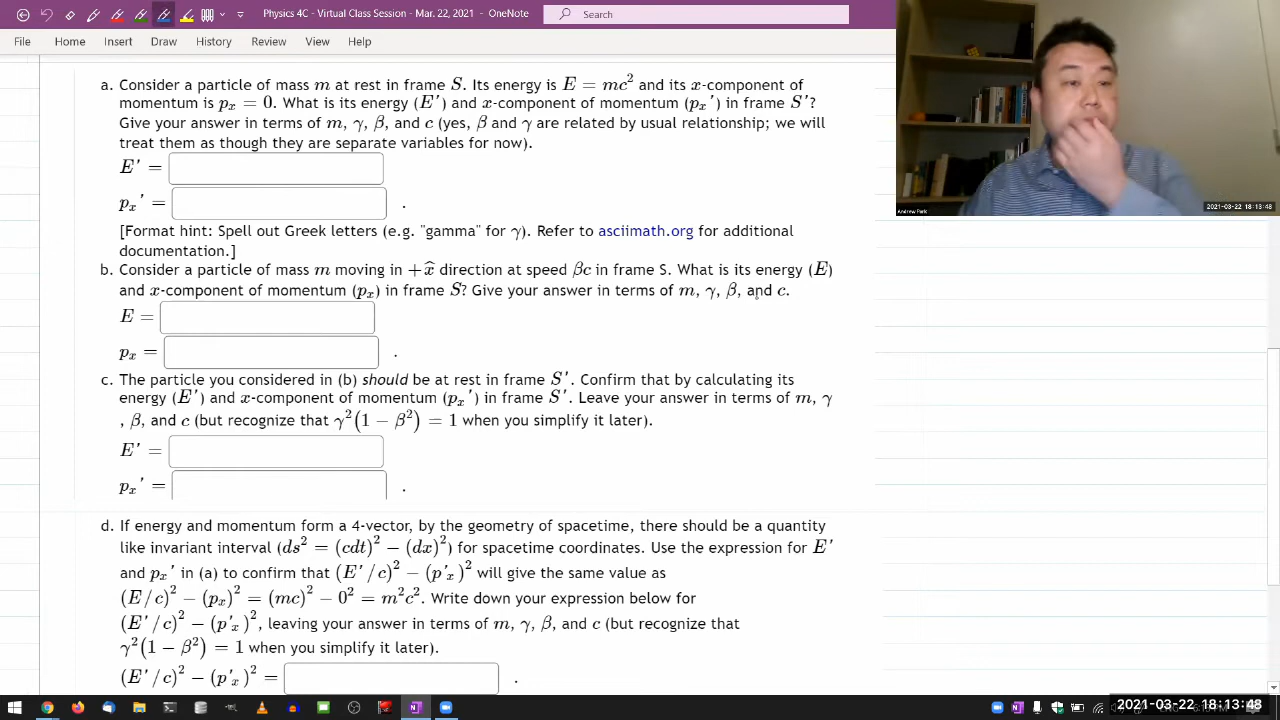 Physics 4C - Virtual Class Session - Mar. 22, 2021 - OneNote
Search
File Home Insert Draw History Review View Help
a. Consider a particle of mass m at rest in frame S. Its energy is E = mc² and its x-component of
momentum is pₓ = 0. What is its energy (E') and x-component of momentum (pₓ') in frame S'?
Give your answer in terms of m, γ, β, and c (yes, β and γ are related by usual relationship; we will
treat them as though they are separate variables for now).
E' =
pₓ' = .
[Format hint: Spell out Greek letters (e.g. "gamma" for γ). Refer to asciimath.org for additional
documentation.]
b. Consider a particle of mass m moving in +x̂ direction at speed βc in frame S. What is its energy (E)
and x-component of momentum (pₓ) in frame S? Give your answer in terms of m, γ, β, and c.
E =
pₓ = .
c. The particle you considered in (b) should be at rest in frame S'. Confirm that by calculating its
energy (E') and x-component of momentum (pₓ') in frame S'. Leave your answer in terms of m, γ
, β, and c (but recognize that γ²(1 − β²) = 1 when you simplify it later).
E' =
pₓ' = .
d. If energy and momentum form a 4-vector, by the geometry of spacetime, there should be a quantity
like invariant interval (ds² = (cdt)² − (dx)²) for spacetime coordinates. Use the expression for E'
and pₓ' in (a) to confirm that (E'/c)² − (p'ₓ)² will give the same value as
(E/c)² − (pₓ)² = (mc)² − 0² = m²c². Write down your expression below for
(E'/c)² − (p'ₓ)², leaving your answer in terms of m, γ, β, and c (but recognize that
γ²(1 − β²) = 1 when you simplify it later).
(E'/c)² − (p'ₓ)² = .
Andrew Park
2021-03-22 18:13:48
2021-03-22 18:13:48